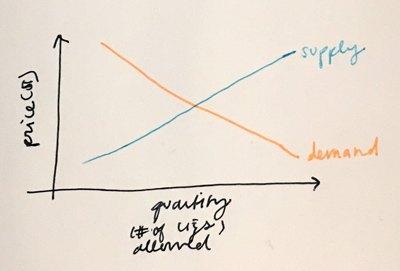 price ($)
supply
demand
quantity
(# of
allowed